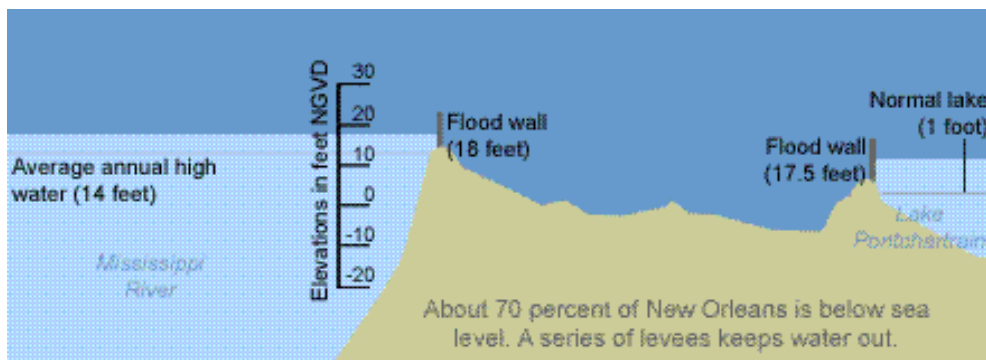 Elevations in feet NGVD
30
20
10
0
-10
-20
Average annual high
water (14 feet)
Mississippi
River
Flood wall
(18 feet)
Flood wall
(17.5 feet)
Normal lake
(1 foot)
Lake
Pontchartrain
About 70 percent of New Orleans is below sea
level. A series of levees keeps water out.